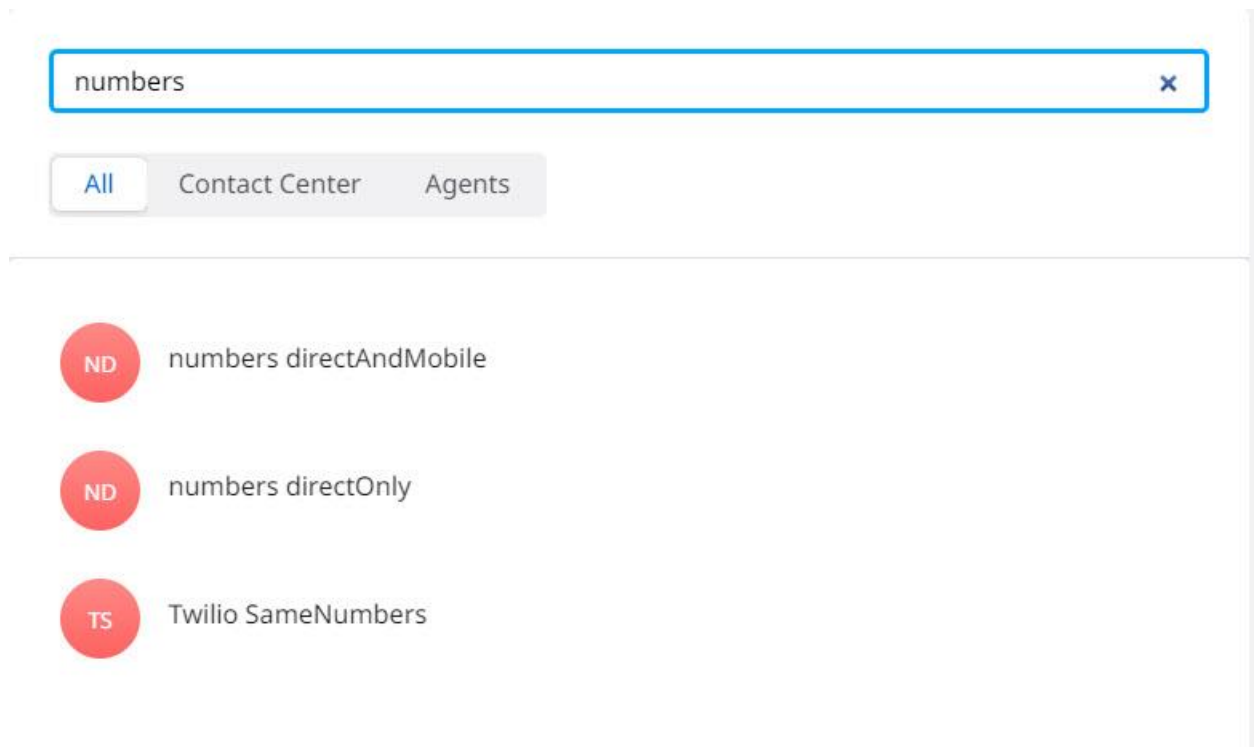 numbers
All Contact Center Agents
ND numbers directAndMobile
ND numbers directOnly
TS Twilio SameNumbers